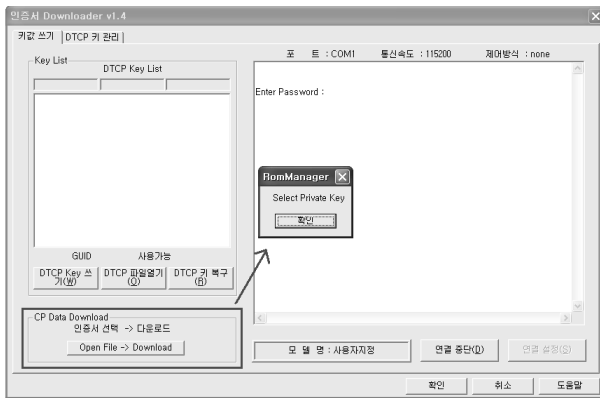 인증서 Downloader v1.4
키값 쓰기 DTCP 키 관리
Key List
DTCP Key List
GUID 사용가능
DTCP Key 쓰기(W)
DTCP 파일열기(O)
DTCP 키 복구(R)
CP Data Download
인증서 선택 -> 다운로드
Open File -> Download
포 트 : COM1 통신속도 : 115200 제어방식 : none
Enter Password :
RomManager
Select Private Key
확인
모 델 명 : 사용자지정
연결 중단(D)
연결 설정(S)
확인 취소 도움말